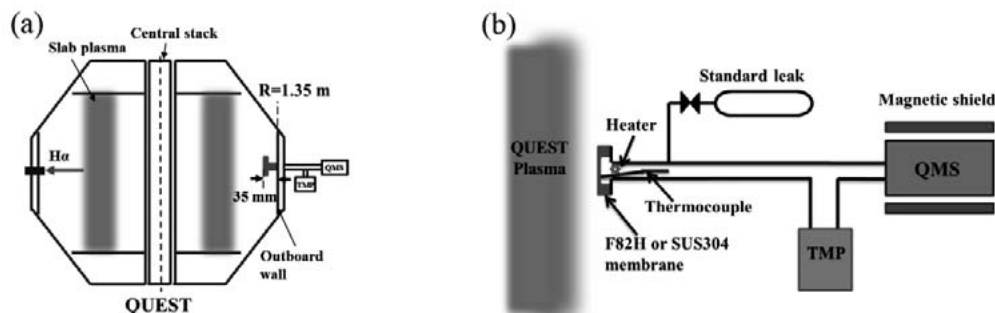 (a)
Central stack
Slab plasma
R=1.35 m
Hα
QMS
TMP
35 mm
Outboard
wall
QUEST
(b)
Standard leak
Magnetic shield
Heater
QUEST
Plasma
QMS
Thermocouple
F82H or SUS304
membrane
TMP